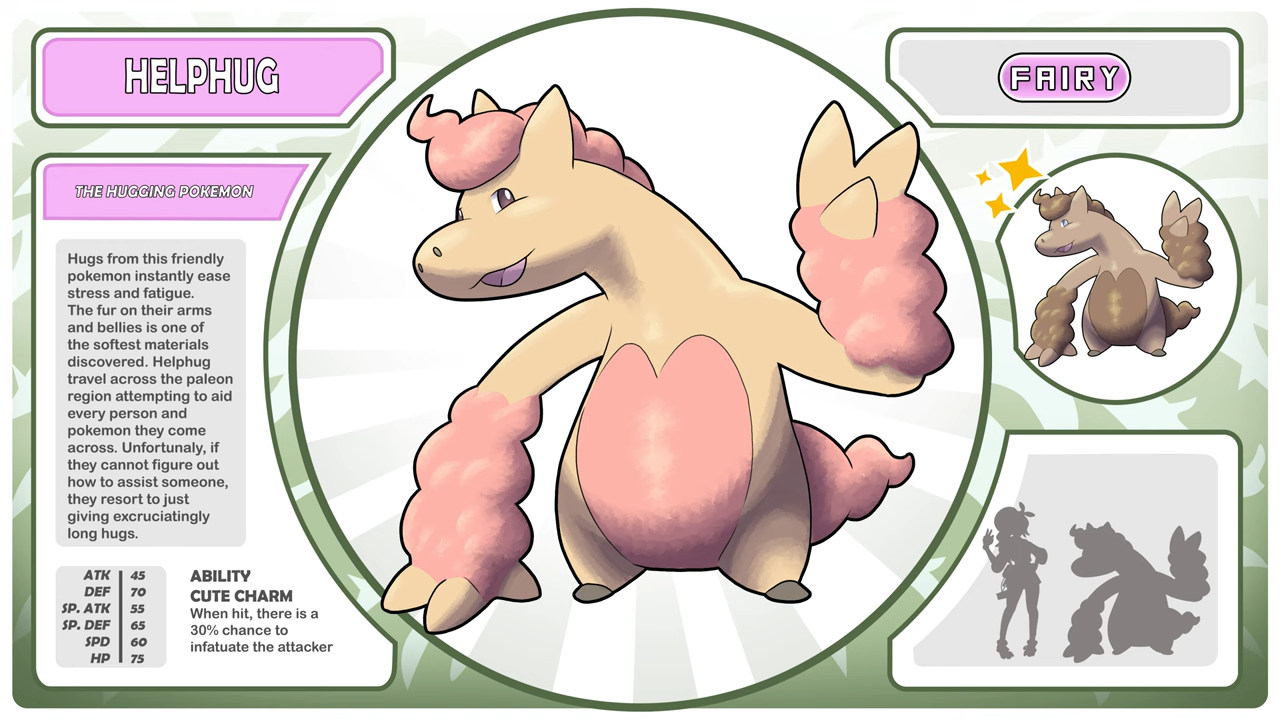 HELPHUG
FAIRY
THE HUGGING POKEMON
Hugs from this friendly
pokemon instantly ease
stress and fatigue.
The fur on their arms
and bellies is one of
the softest materials
discovered. Helphug
travel across the paleon
region attempting to aid
every person and
pokemon they come
across. Unfortunaly, if
they cannot figure out
how to assist someone,
they resort to just
giving excruciatingly
long hugs.
ATK 45
DEF 70
SP. ATK 55
SP. DEF 65
SPD 60
HP 75
ABILITY
CUTE CHARM
When hit, there is a
30% chance to
infatuate the attacker